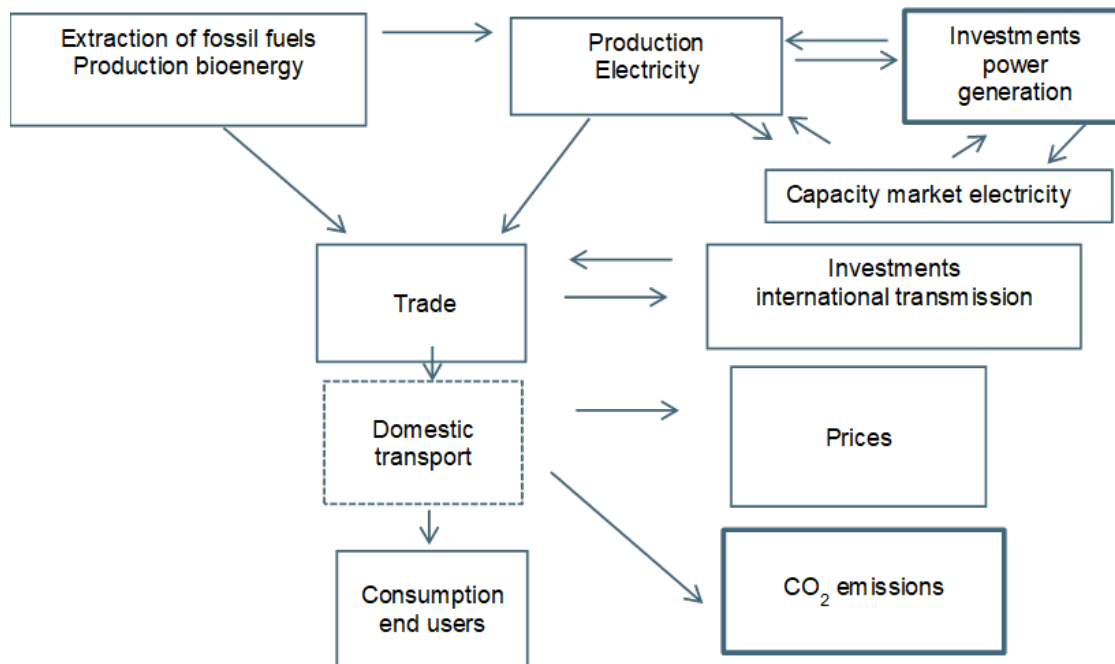 Extraction of fossil fuels
Production bioenergy
Production
Electricity
Investments
power
generation
Capacity market electricity
Trade
Investments
international transmission
Domestic
transport
Prices
Consumption
end users
CO₂ emissions